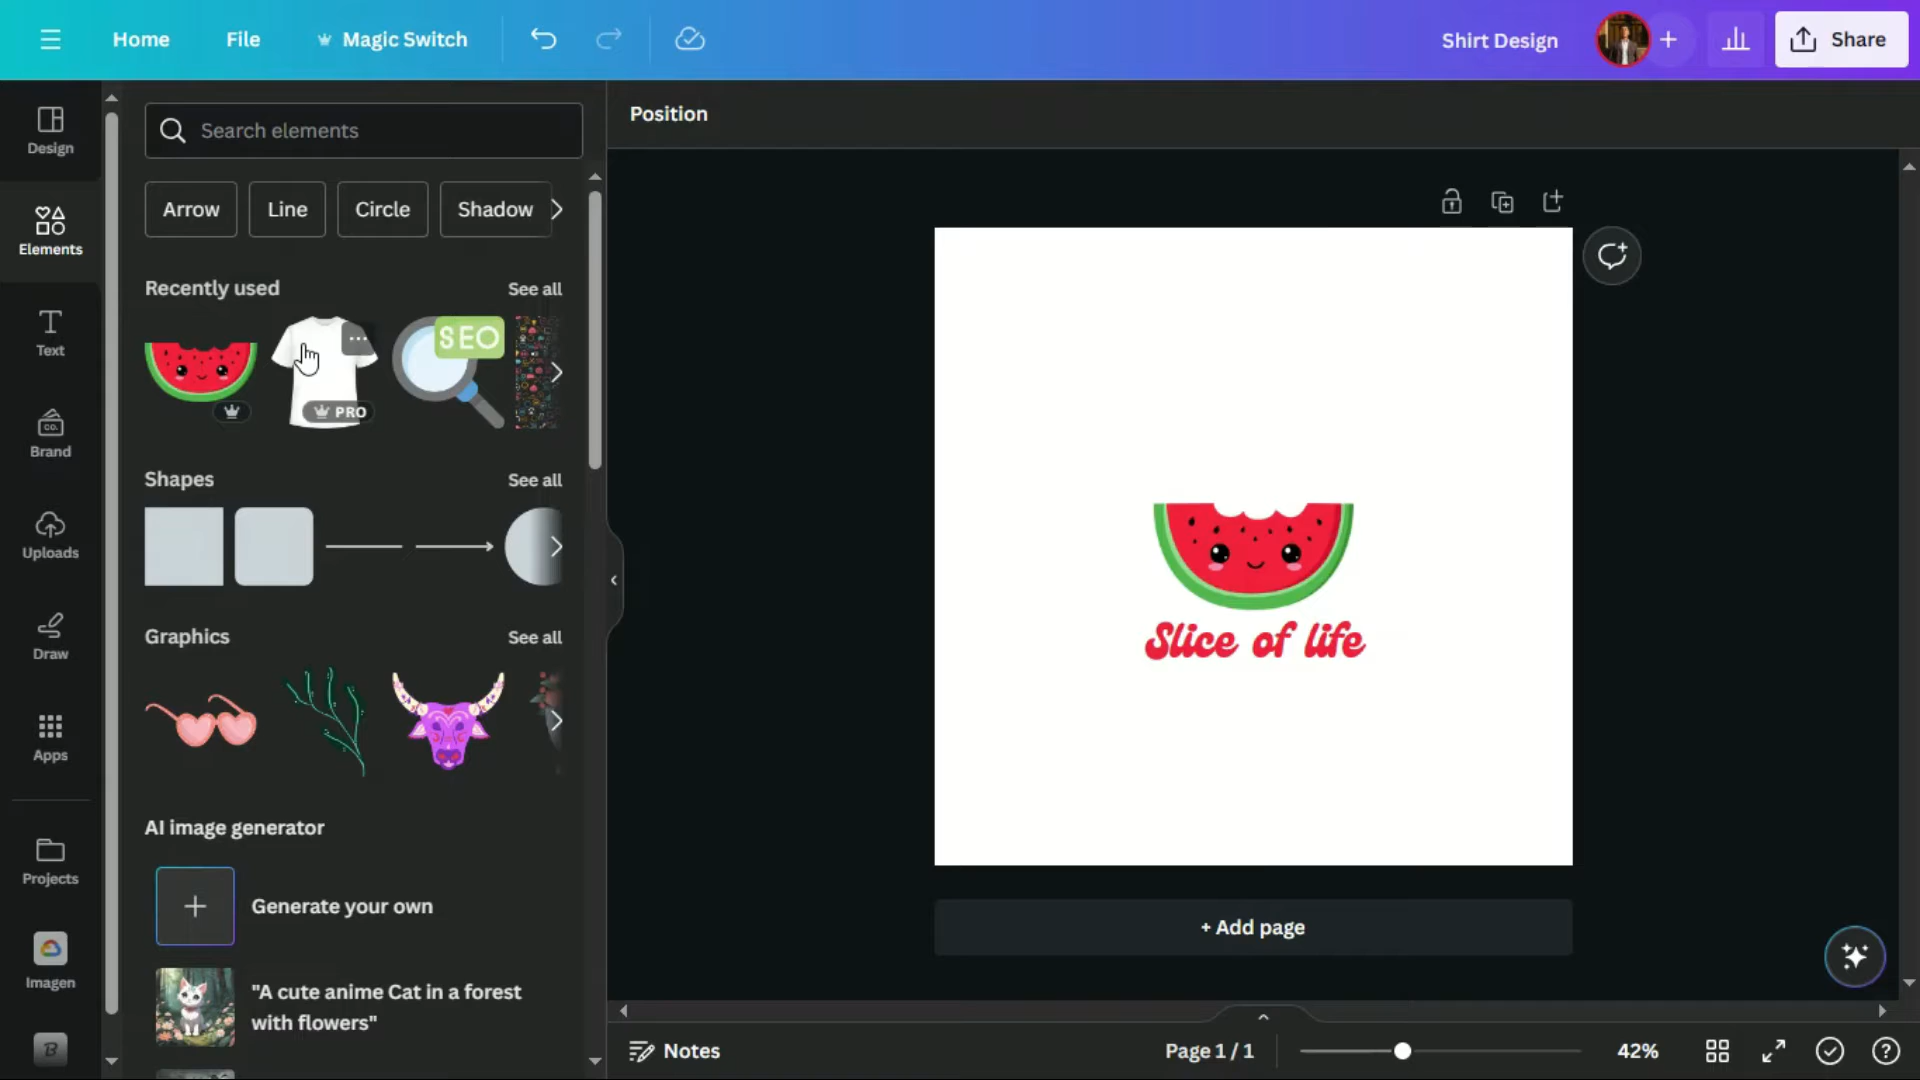 Home
File
Magic Switch
Shirt Design
Share
Design
Elements
Text
Brand
CO.
Uploads
Draw
Apps
Projects
Imagen
B
Search elements
Arrow
Line
Circle
Shadow
Recently used
See all
PRO
SEO
Shapes
See all
Graphics
See all
AI image generator
Generate your own
"A cute anime Cat in a forest
with flowers"
Position
Slice of life
+ Add page
Notes
Page 1 / 1
42%